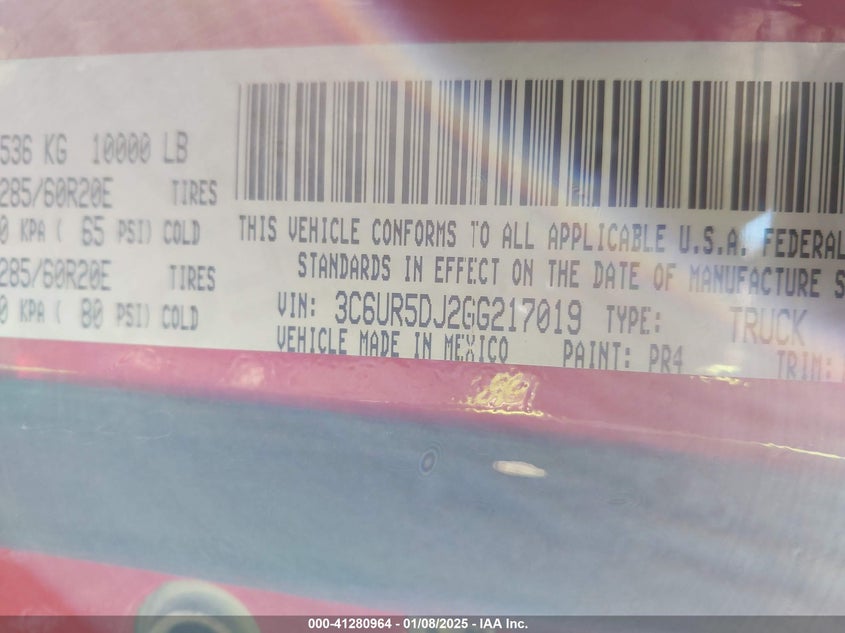 536 KG 10000 LB
285/60R20E TIRES
0 KPA ( 65 PSI) COLD
285/60R20E TIRES
0 KPA ( 80 PSI) COLD
THIS VEHICLE CONFORMS TO ALL APPLICABLE U.S.A. FEDERAL
STANDARDS IN EFFECT ON THE DATE OF MANUFACTURE S
VIN: 3C6UR5DJ2GG217019 TYPE: TRUCK
VEHICLE MADE IN MEXICO PAINT: PR4 TRIM:
000-41280964 - 01/08/2025 - IAA Inc.